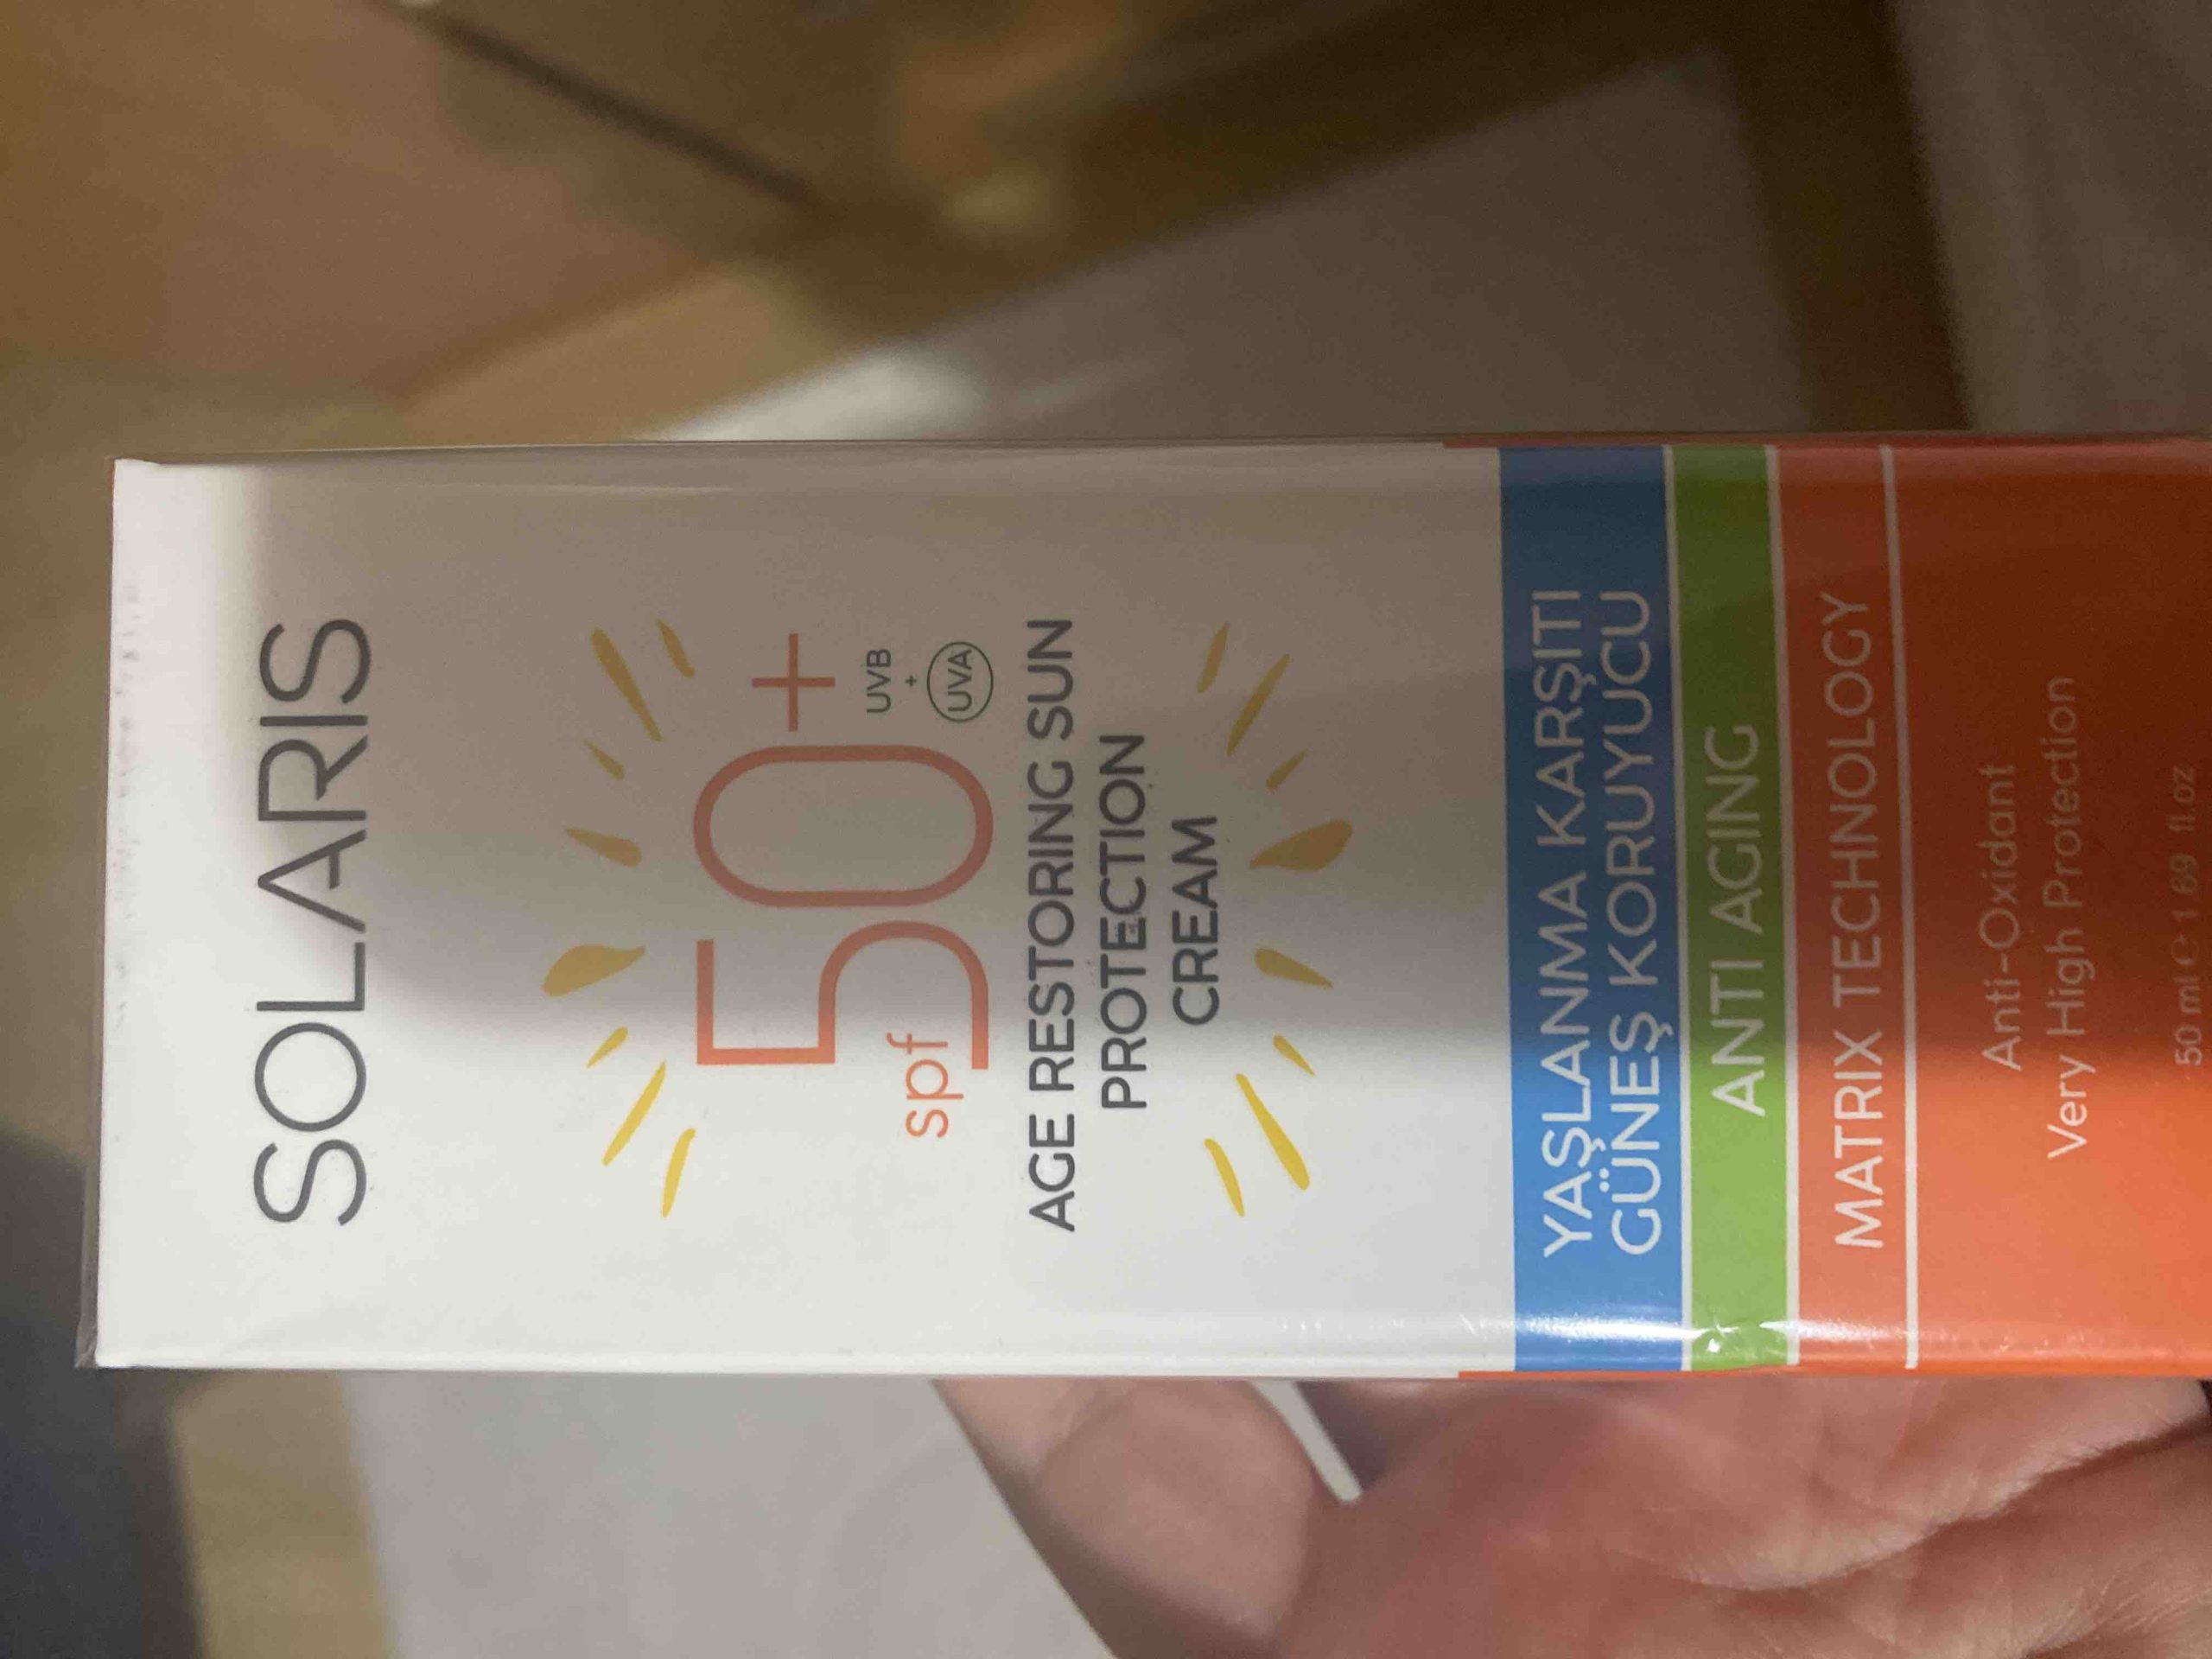 SOLARIS
spf 50+
UVB
+
UVA
AGE RESTORING SUN
PROTECTION
CREAM
YAŞLANMA KARŞITI
GÜNEŞ KORUYUCU
ANTI AGING
MATRIX TECHNOLOGY
Anti-Oxidant
Very High Protection
50 ml e 1.69 fl.oz